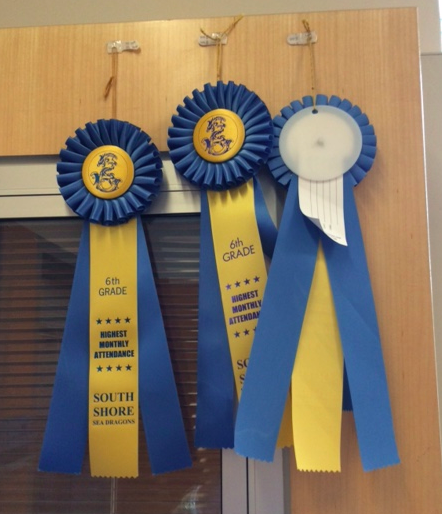 6th
GRADE
★ ★ ★ ★
HIGHEST
MONTHLY
ATTENDANCE
★ ★ ★ ★
SOUTH
SHORE
SEA DRAGONS
6th
GRADE
★ ★ ★ ★
HIGHEST
MONTHLY
★ ★ ★ ★